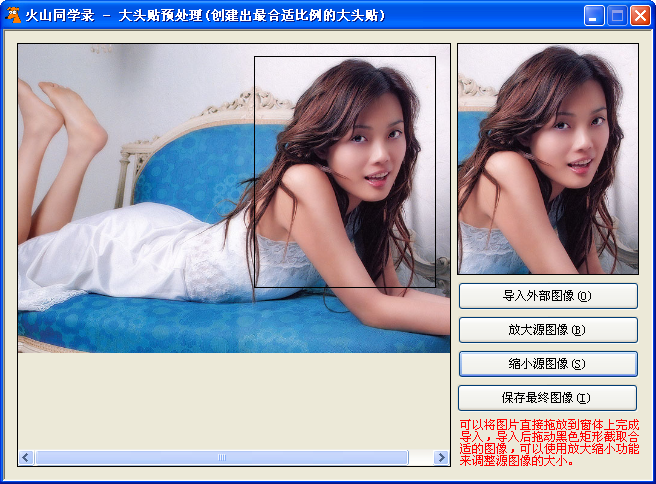 火山同学录 - 大头贴预处理(创建出最合适比例的大头贴)
导入外部图像(O)
放大源图像(B)
缩小源图像(S)
保存最终图像(I)
可以将图片直接拖放到窗体上完成
导入，导入后拖动黑色矩形截取合
适的图像，可以使用放大缩小功能
来调整源图像的大小。